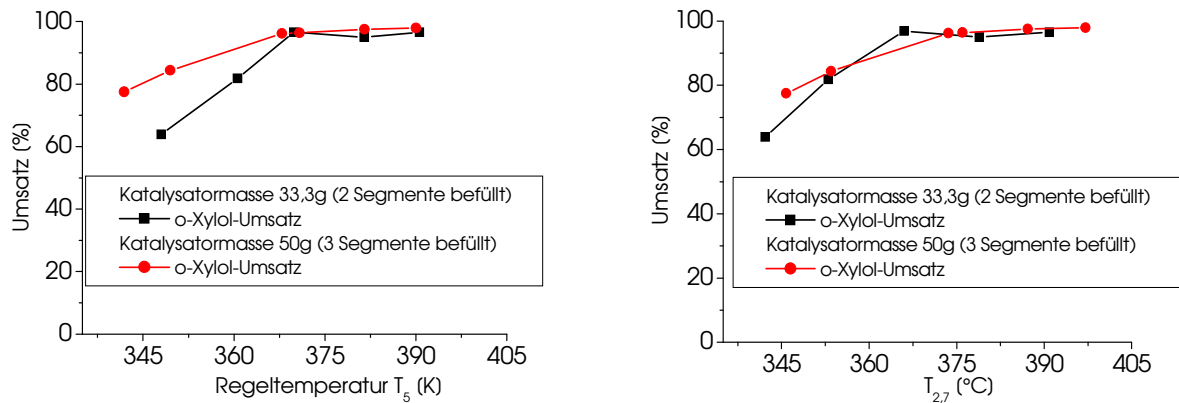 100
80
60
40
20
0
Umsatz (%)
Katalysatormasse 33,3g (2 Segmente befüllt)
o-Xylol-Umsatz
Katalysatormasse 50g (3 Segmente befüllt)
o-Xylol-Umsatz
345 360 375 390 405
Regeltemperatur T5 [K]
100
80
60
40
20
0
Umsatz (%)
Katalysatormasse 33,3g (2 Segmente befüllt)
o-Xylol-Umsatz
Katalysatormasse 50g (3 Segmente befüllt)
o-Xylol-Umsatz
345 360 375 390 405
T2,7 [°C]